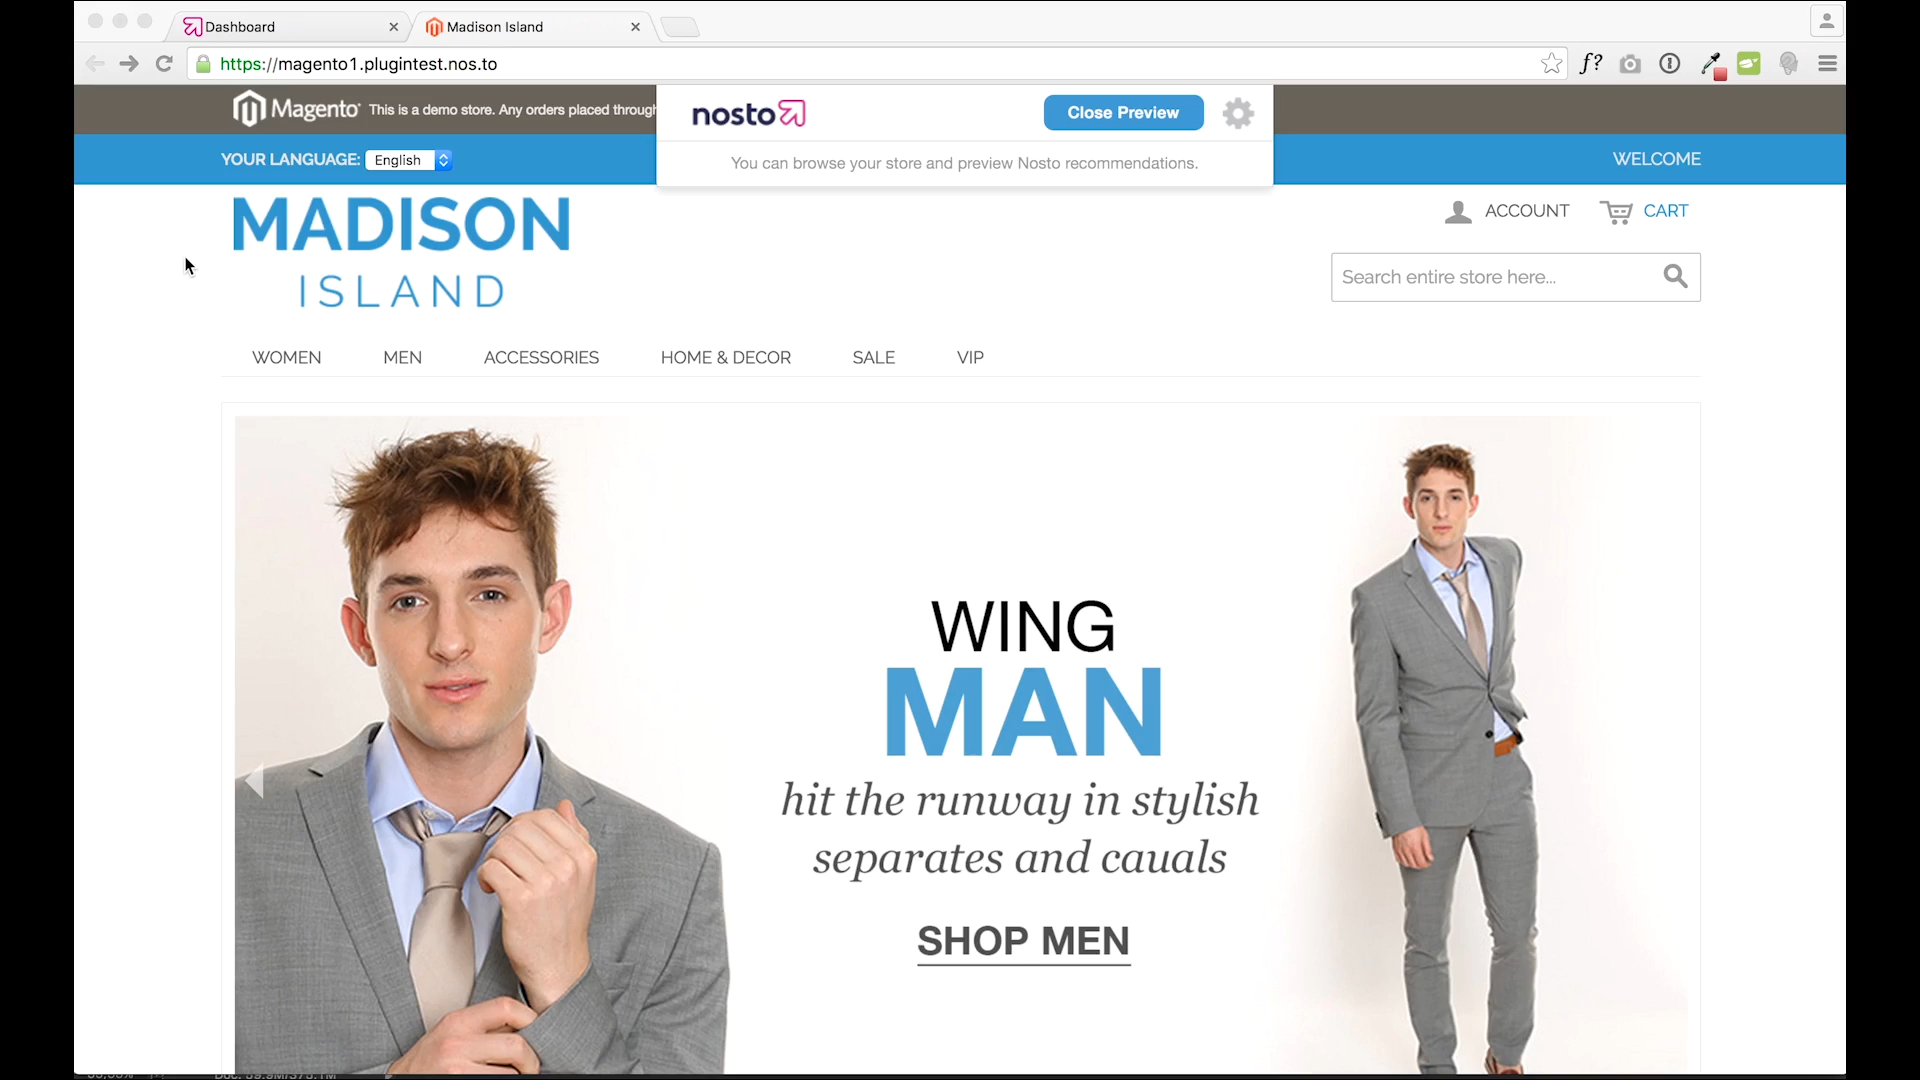 Dashboard
Madison Island
https://magento1.plugintest.nos.to
f?
Magento
This is a demo store. Any orders placed through
nosto
Close Preview
You can browse your store and preview Nosto recommendations.
YOUR LANGUAGE: English
WELCOME
MADISON
ISLAND
ACCOUNT
CART
Search entire store here...
WOMEN MEN ACCESSORIES HOME & DECOR SALE VIP
WING
MAN
hit the runway in stylish
separates and cauals
SHOP MEN